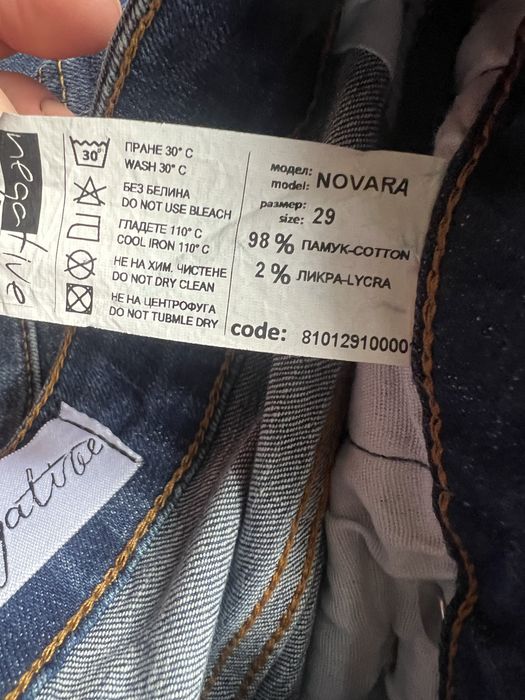 negative
30°
ПРАНЕ 30° C
WASH 30° C
БЕЗ БЕЛИНА
DO NOT USE BLEACH
ГЛАДЕТЕ 110° C
COOL IRON 110° C
НЕ НА ХИМ. ЧИСТЕНЕ
DO NOT DRY CLEAN
НЕ НА ЦЕНТРОФУГА
DO NOT TUBMLE DRY
модел:
model: NOVARA
размер:
size: 29
98 % ПАМУК-COTTON
2 % ЛИКРА-LYCRA
code: 81012910000
gative